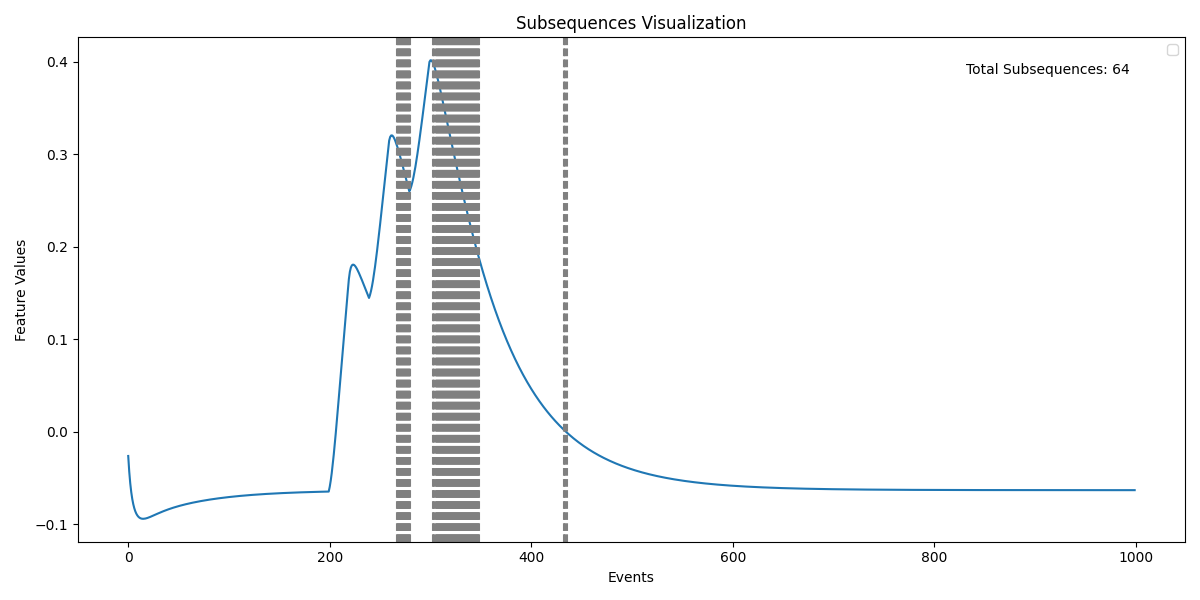 Subsequences Visualization
Total Subsequences: 64
Feature Values
0.4
0.3
0.2
0.1
0.0
−0.1
0 200 400 600 800 1000
Events